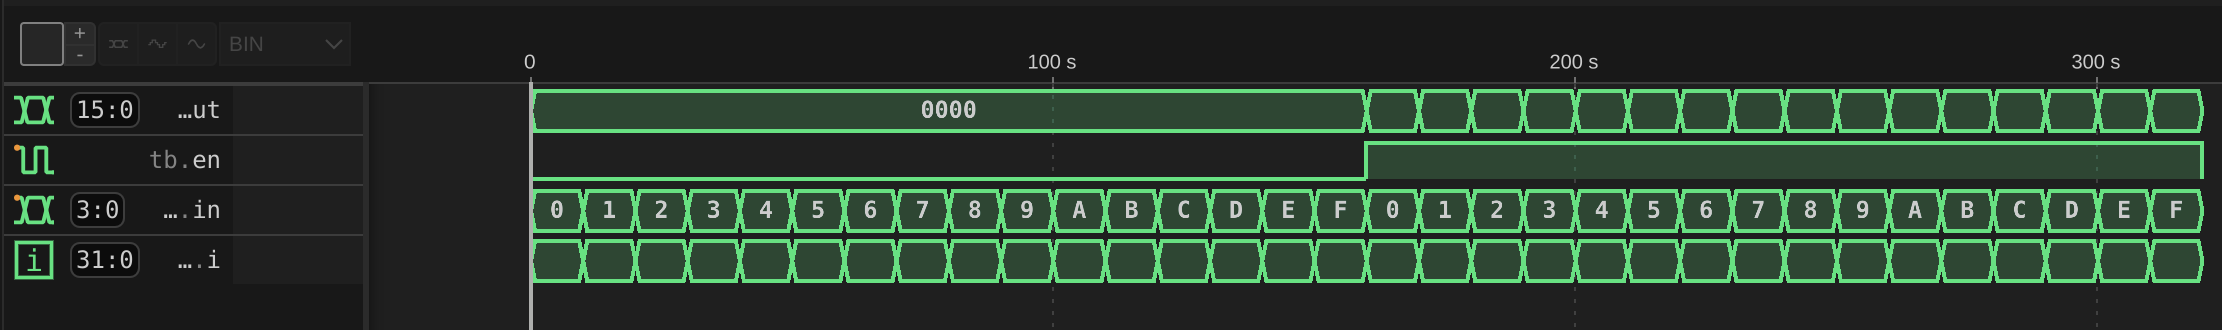 +
-
BIN
0 100 s 200 s 300 s
15:0 …ut 0000
tb.en
3:0 ….in 0 1 2 3 4 5 6 7 8 9 A B C D E F 0 1 2 3 4 5 6 7 8 9 A B C D E F
i 31:0 ….i